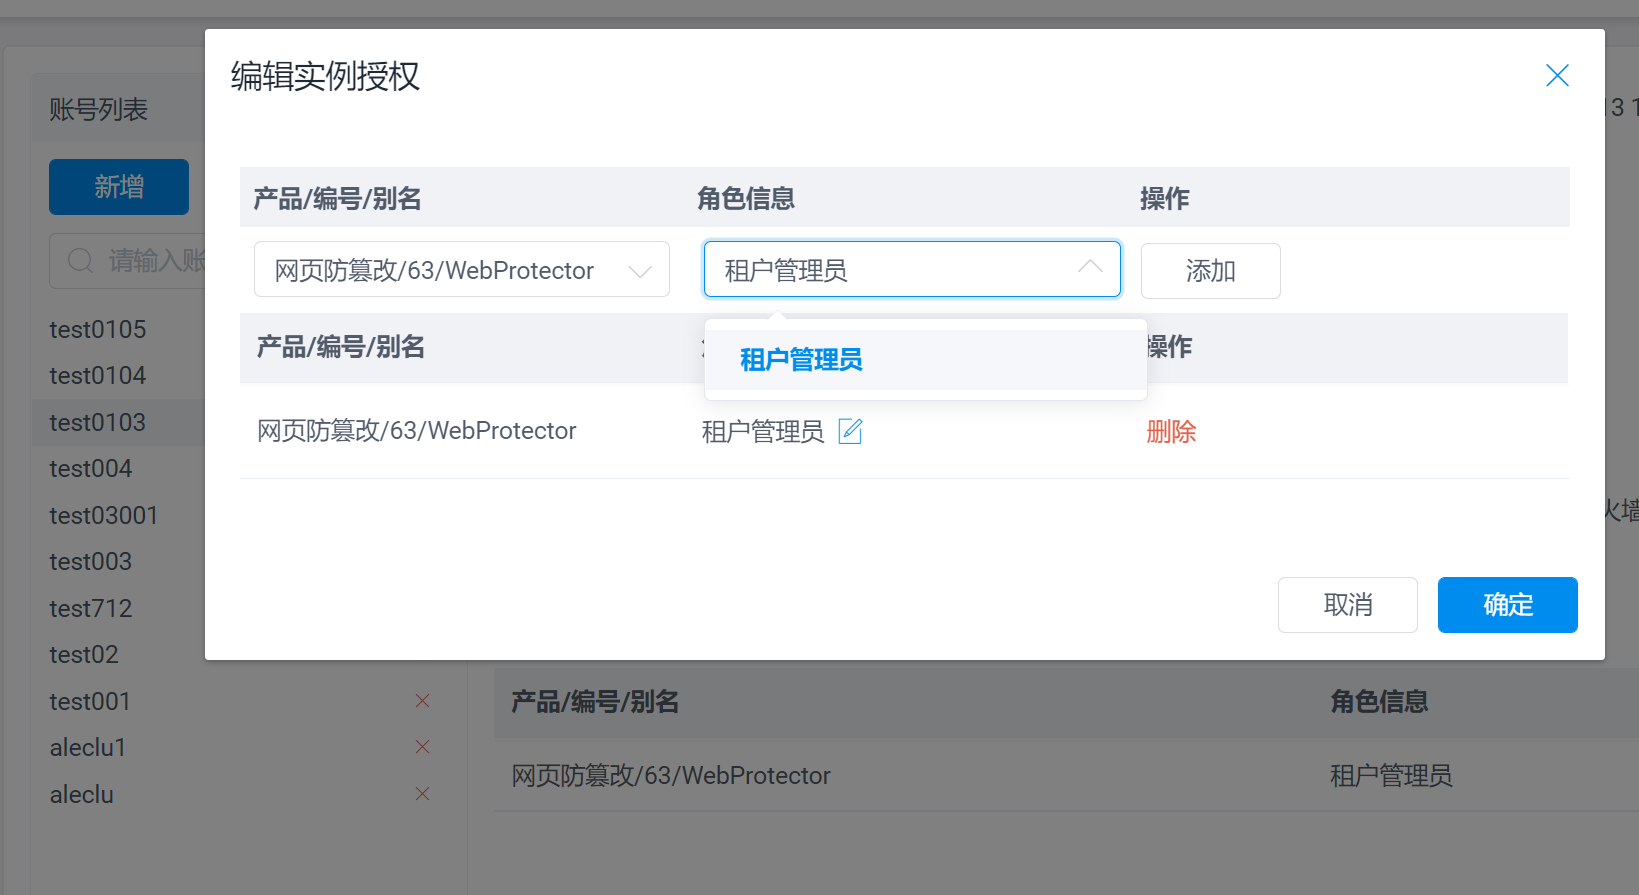 编辑实例授权
账号列表
新增
请输入账
test0105
test0104
test0103
test004
test03001
test003
test712
test02
test001
aleclu1
aleclu
产品/编号/别名 角色信息 操作
网页防篡改/63/WebProtector 租户管理员 添加
产品/编号/别名 操作
租户管理员
网页防篡改/63/WebProtector 租户管理员 删除
取消 确定
13 1
火墙
产品/编号/别名 角色信息
网页防篡改/63/WebProtector 租户管理员